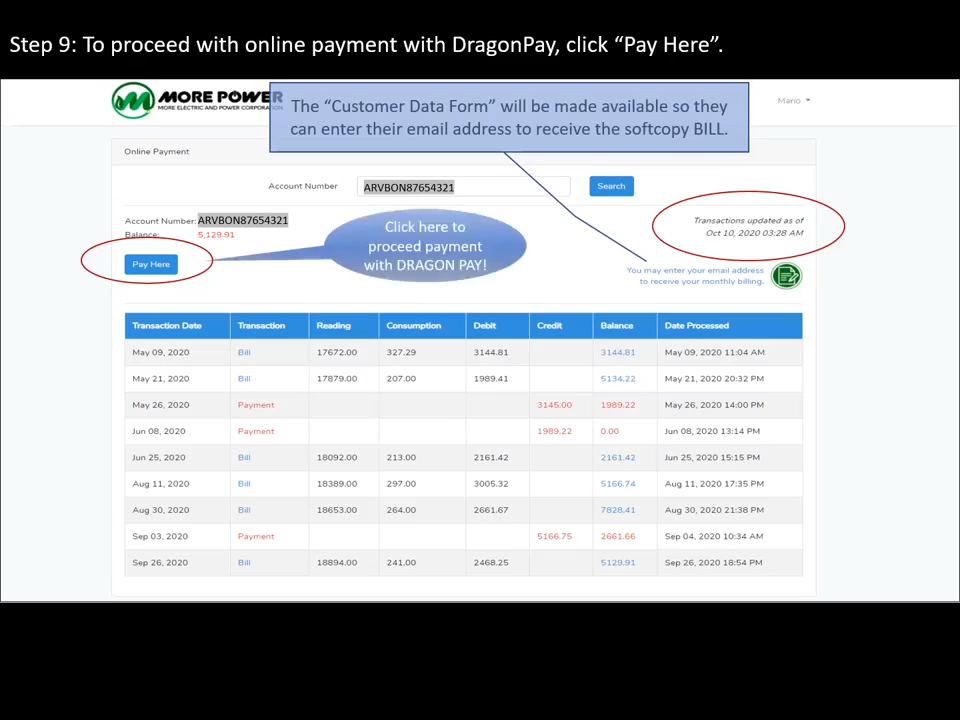 Step 9: To proceed with online payment with DragonPay, click “Pay Here”.
MORE POWER
MORE ELECTRIC AND POWER CORPORATION
The “Customer Data Form” will be made available so they
can enter their email address to receive the softcopy BILL.
Mario
Online Payment
Account Number ARVBON87654321 Search
Account Number: ARVBON87654321
Balance: 5,129.91
Pay Here
Click here to
proceed payment
with DRAGON PAY!
Transactions updated as of
Oct 10, 2020 03:28 AM
You may enter your email address
to receive your monthly billing.
Transaction Date Transaction Reading Consumption Debit Credit Balance Date Processed
May 09, 2020 Bill 17672.00 327.29 3144.81 3144.81 May 09, 2020 11:04 AM
May 21, 2020 Bill 17879.00 207.00 1989.41 5134.22 May 21, 2020 20:32 PM
May 26, 2020 Payment 3145.00 1989.22 May 26, 2020 14:00 PM
Jun 08, 2020 Payment 1989.22 0.00 Jun 08, 2020 13:14 PM
Jun 25, 2020 Bill 18092.00 213.00 2161.42 2161.42 Jun 25, 2020 15:15 PM
Aug 11, 2020 Bill 18389.00 297.00 3005.32 5166.74 Aug 11, 2020 17:35 PM
Aug 30, 2020 Bill 18653.00 264.00 2661.67 7828.41 Aug 30, 2020 21:38 PM
Sep 03, 2020 Payment 5166.75 2661.66 Sep 04, 2020 10:34 AM
Sep 26, 2020 Bill 18894.00 241.00 2468.25 5129.91 Sep 26, 2020 18:54 PM